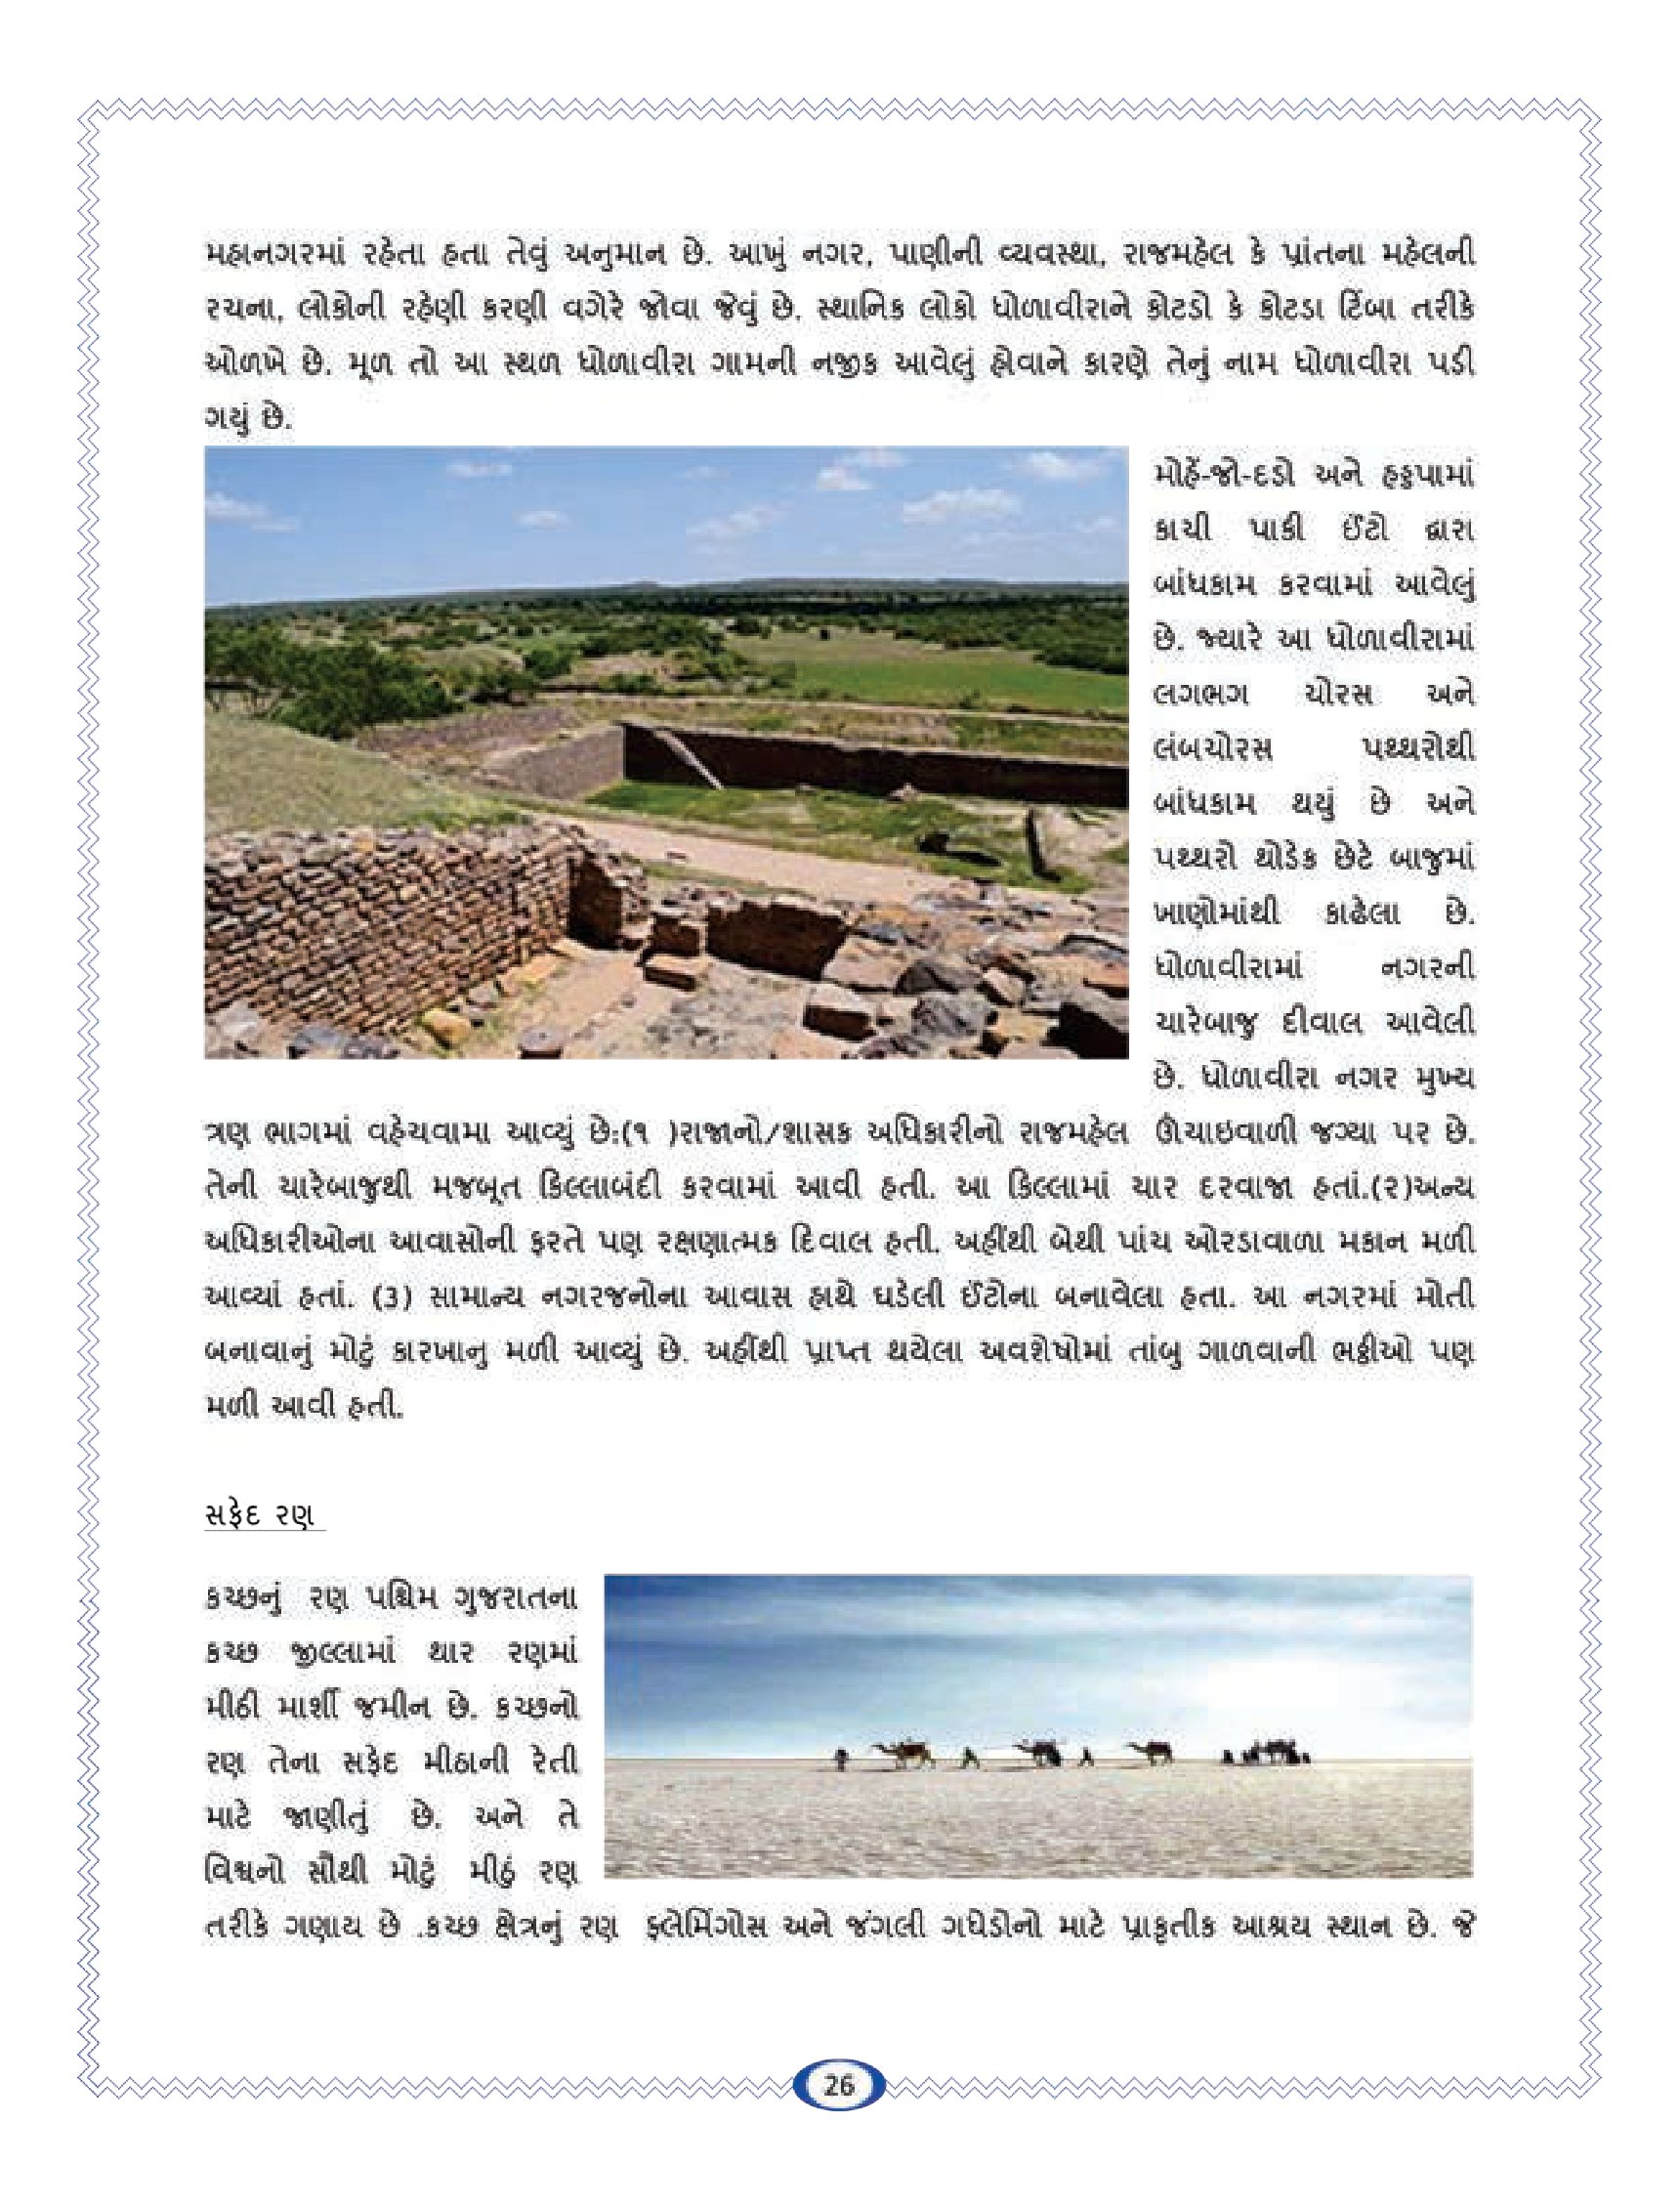 મહાનગરમાં રહેતા હતા તેવું અનુમાન છે. આખું નગર, પાણીની વ્યવસ્થા, રાજમહેલ કે પ્રાંતના મહેલની
રચના, લોકોની રહેણી કરણી વગેરે જોવા જેવું છે. સ્થાનિક લોકો ધોળાવીરાને કોટડો કે કોટડા ટિંબા તરીકે
ઓળખે છે. મૂળ તો આ સ્થળ ધોળાવીરા ગામની નજીક આવેલું હોવાને કારણે તેનું નામ ધોળાવીરા પડી
ગયું છે.
મોહેં-જો-દડો અને હડ્ડપામાં
કાચી પાકી ઈંટો દ્વારા
બાંધકામ કરવામાં આવેલું
છે. જ્યારે આ ધોળાવીરામાં
લગભગ ચોરસ અને
લંબચોરસ પથ્થરોથી
બાંધકામ થયું છે અને
પથ્થરો થોડેક છેટે બાજુમાં
ખાણોમાંથી કાઢેલા છે.
ધોળાવીરામાં નગરની
ચારેબાજુ દીવાલ આવેલી
છે. ધોળાવીરા નગર મુખ્ય
ત્રણ ભાગમાં વહેચવામા આવ્યું છે:(૧ )રાજાનો/શાસક અધિકારીનો રાજમહેલ ઊંચાઇવાળી જગ્યા પર છે.
તેની ચારેબાજુથી મજબૂત કિલ્લાબંદી કરવામાં આવી હતી. આ કિલ્લામાં ચાર દરવાજા હતાં.(૨)અન્ય
અધિકારીઓના આવાસોની ફરતે પણ રક્ષણાત્મક દિવાલ હતી. અહીંથી બેથી પાંચ ઓરડાવાળા મકાન મળી
આવ્યાં હતાં. (૩) સામાન્ય નગરજનોના આવાસ હાથે ઘડેલી ઈંટોના બનાવેલા હતા. આ નગરમાં મોતી
બનાવાનું મોટું કારખાનુ મળી આવ્યું છે. અહીંથી પ્રાપ્ત થયેલા અવશેષોમાં તાંબુ ગાળવાની ભઠ્ઠીઓ પણ
મળી આવી હતી.
સફેદ રણ
કચ્છનું રણ પશ્ચિમ ગુજરાતના
કચ્છ જીલ્લામાં થાર રણમાં
મીઠી માર્શી જમીન છે. કચ્છનો
રણ તેના સફેદ મીઠાની રેતી
માટે જાણીતું છે. અને તે
વિશ્વનો સૌથી મોટું મીઠું રણ
તરીકે ગણાય છે .કચ્છ ક્ષેત્રનું રણ ફ્લેમિંગોસ અને જંગલી ગધેડોનો માટે પ્રાકૃતીક આશ્રય સ્થાન છે. જે
26